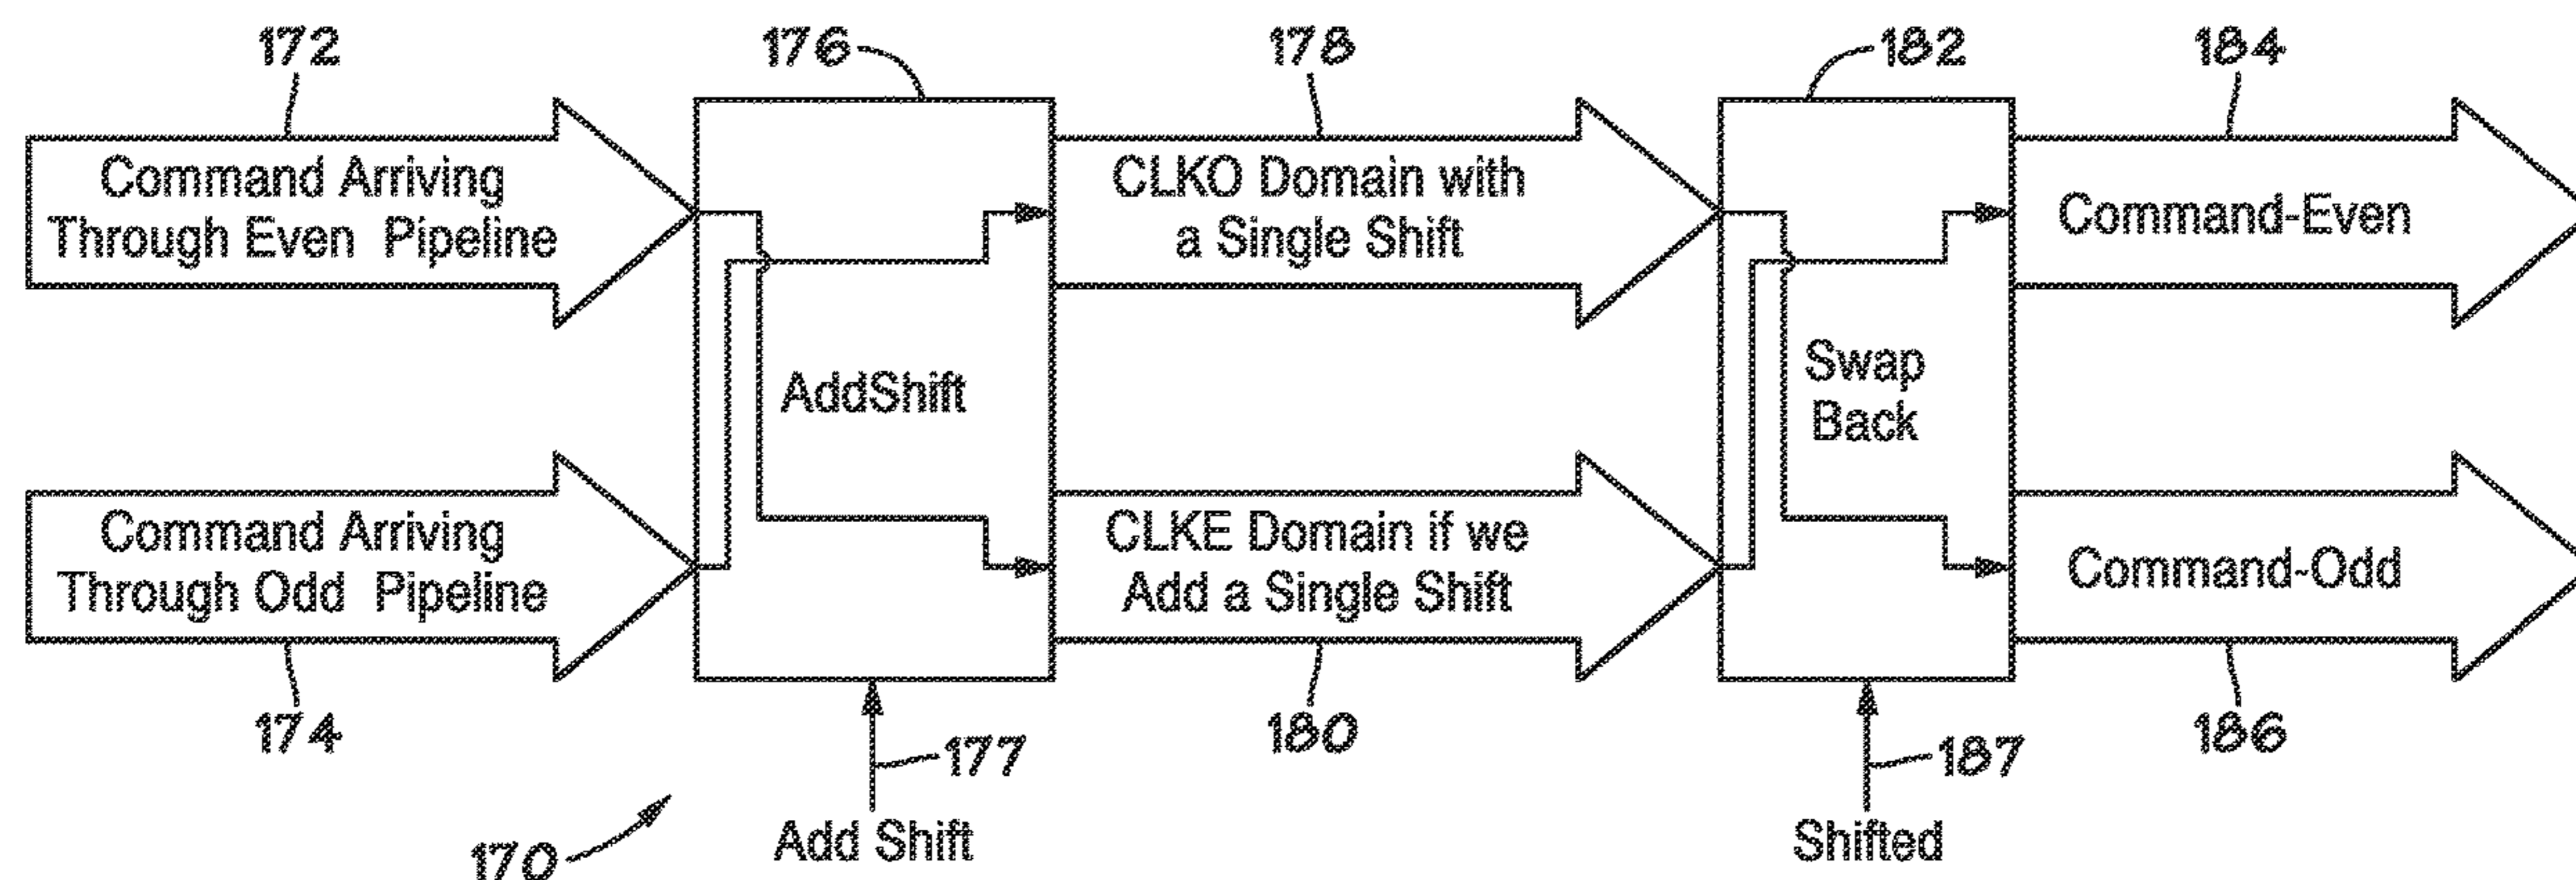 172
176
178
182
184
Command Arriving
Through Even Pipeline
CLKO Domain with
a Single Shift
Command-Even
AddShift
Swap
Back
Command Arriving
Through Odd Pipeline
CLKE Domain if we
Add a Single Shift
Command-Odd
174
177
180
187
186
170
Add Shift
Shifted